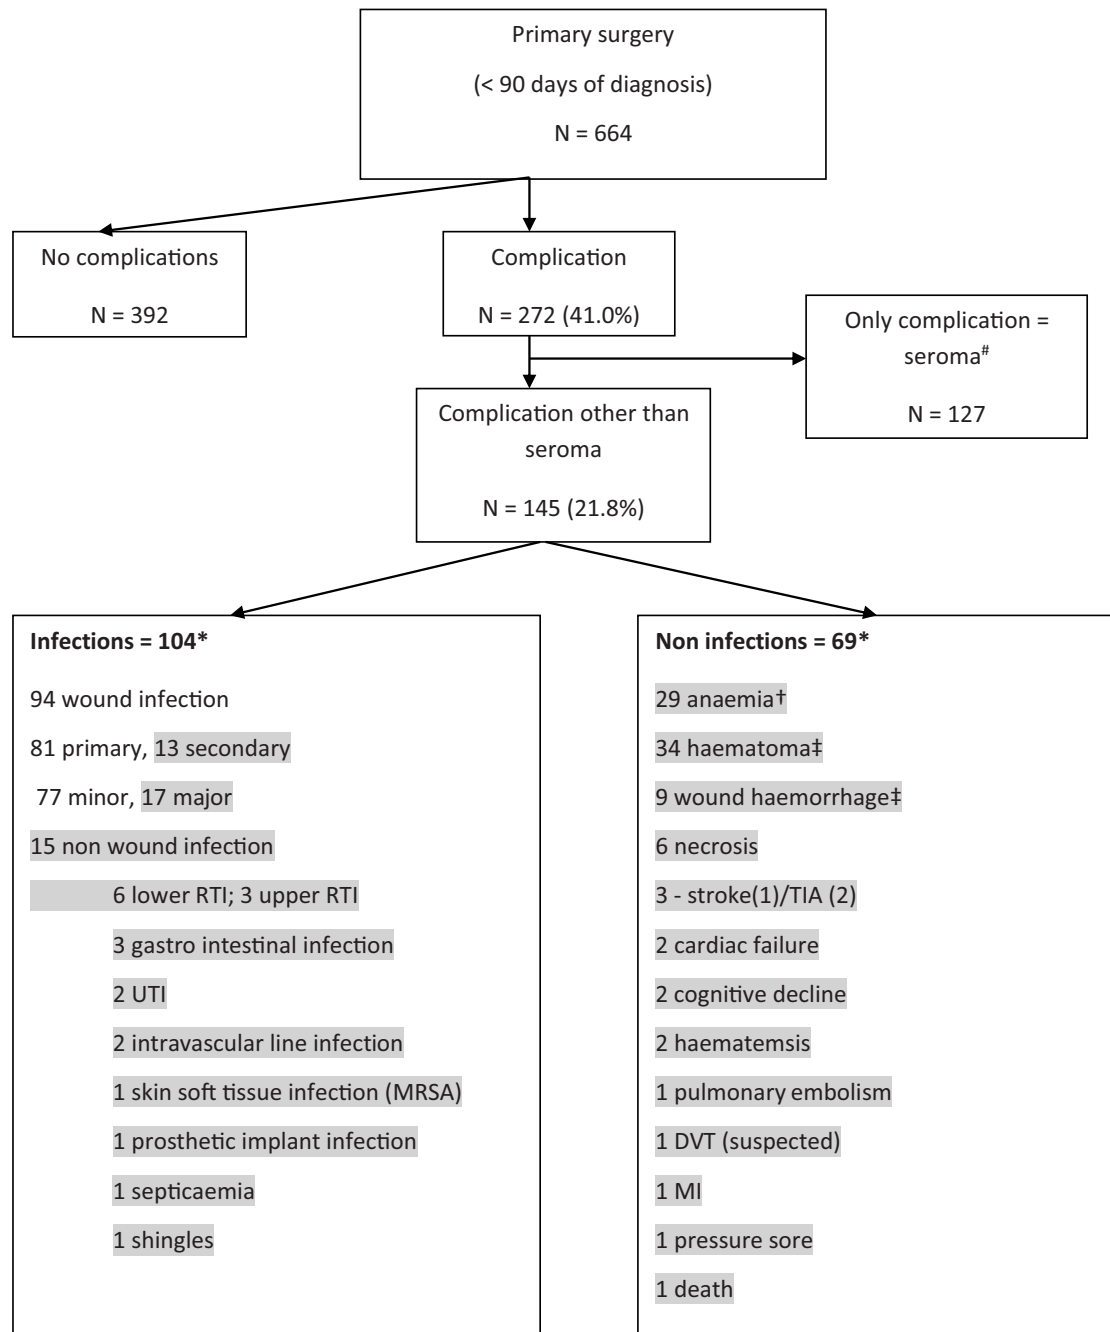 Primary surgery
(< 90 days of diagnosis)
N = 664
No complications
N = 392
Complication
N = 272 (41.0%)
Only complication =
seroma#
N = 127
Complication other than
seroma
N = 145 (21.8%)
Infections = 104*
94 wound infection
81 primary, 13 secondary
77 minor, 17 major
15 non wound infection
6 lower RTI; 3 upper RTI
3 gastro intestinal infection
2 UTI
2 intravascular line infection
1 skin soft tissue infection (MRSA)
1 prosthetic implant infection
1 septicaemia
1 shingles
Non infections = 69*
29 anaemia†
34 haematoma‡
9 wound haemorrhage‡
6 necrosis
3 - stroke(1)/TIA (2)
2 cardiac failure
2 cognitive decline
2 haematemsis
1 pulmonary embolism
1 DVT (suspected)
1 MI
1 pressure sore
1 death